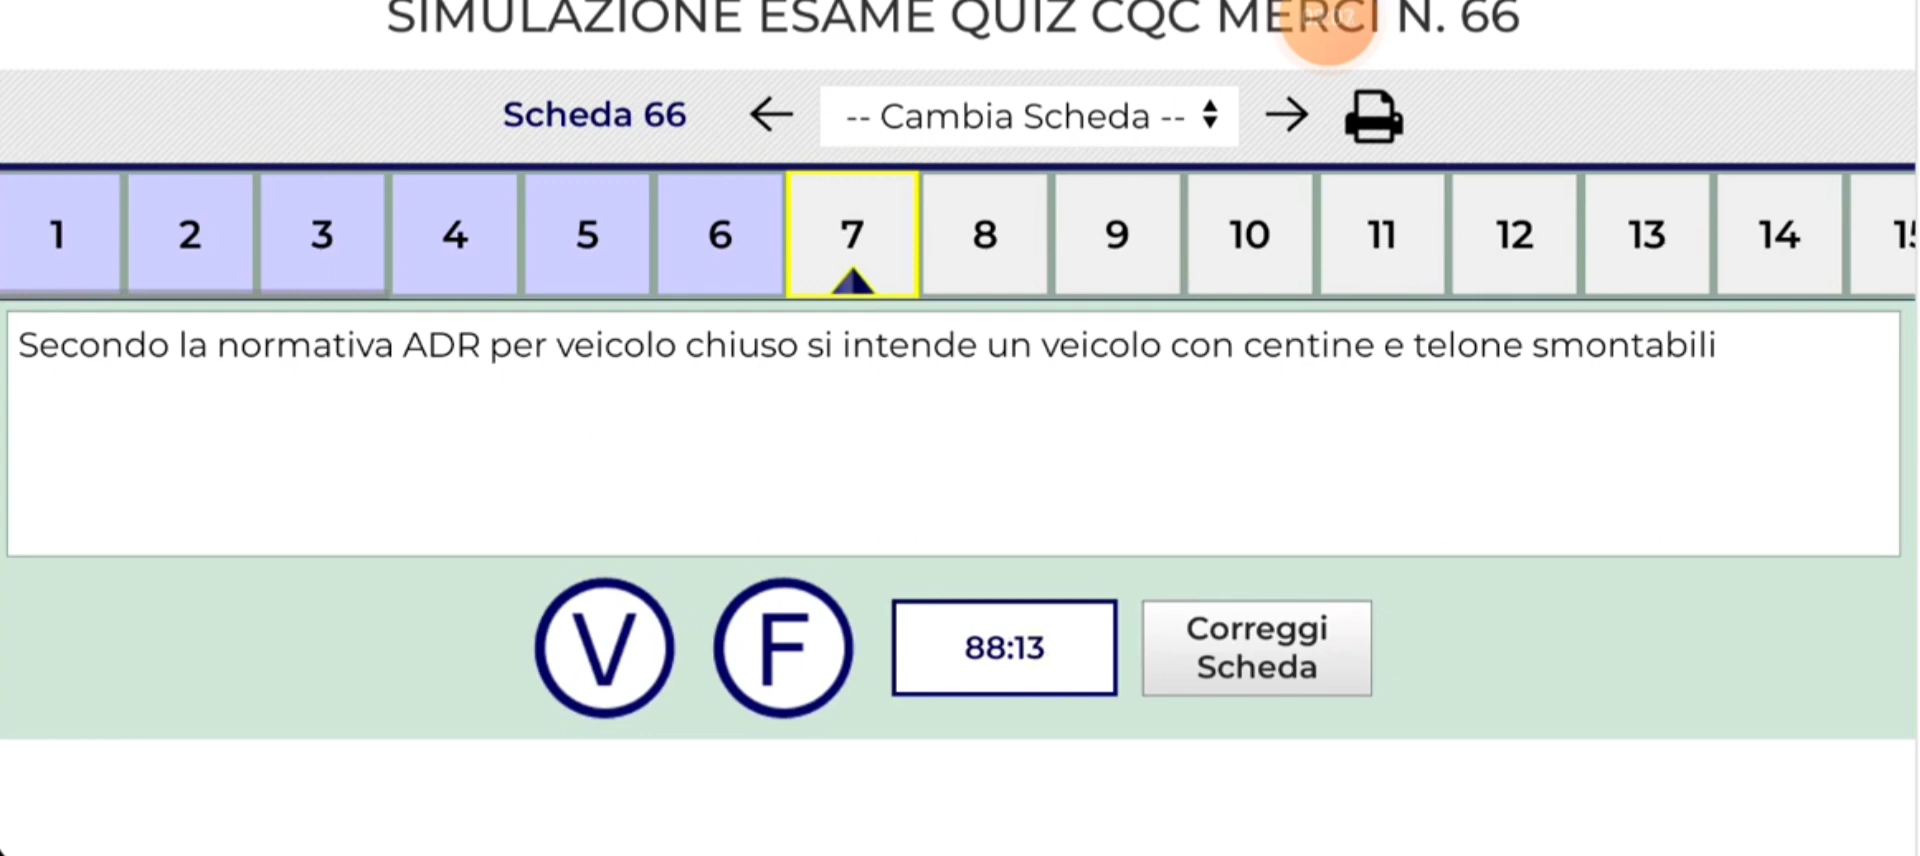 SIMULAZIONE ESAME QUIZ CQC MERCI N. 66
Scheda 66
-- Cambia Scheda --
1 2 3 4 5 6 7 8 9 10 11 12 13 14
Secondo la normativa ADR per veicolo chiuso si intende un veicolo con centine e telone smontabili
V F 88:13 Correggi
Scheda